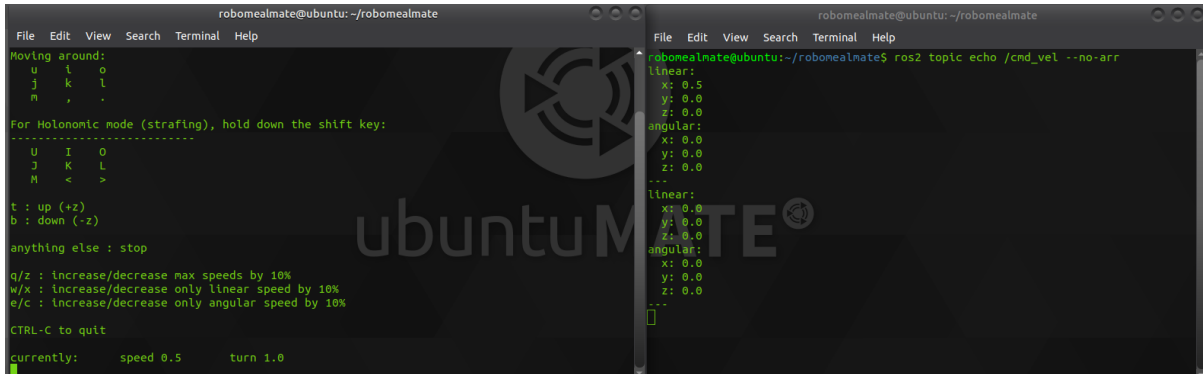 robomealmate@ubuntu: ~/robomealmate
File Edit View Search Terminal Help
Moving around:
u i o
j k l
m , .
For Holonomic mode (strafing), hold down the shift key:
---------------------------
U I O
J K L
M < >
t : up (+z)
b : down (-z)
anything else : stop
q/z : increase/decrease max speeds by 10%
w/x : increase/decrease only linear speed by 10%
e/c : increase/decrease only angular speed by 10%
CTRL-C to quit
currently: speed 0.5 turn 1.0
robomealmate@ubuntu: ~/robomealmate
File Edit View Search Terminal Help
robomealmate@ubuntu:~/robomealmate$ ros2 topic echo /cmd_vel --no-arr
linear:
x: 0.5
y: 0.0
z: 0.0
angular:
x: 0.0
y: 0.0
z: 0.0
---
linear:
x: 0.0
y: 0.0
z: 0.0
angular:
x: 0.0
y: 0.0
z: 0.0
---
ubuntu MATE